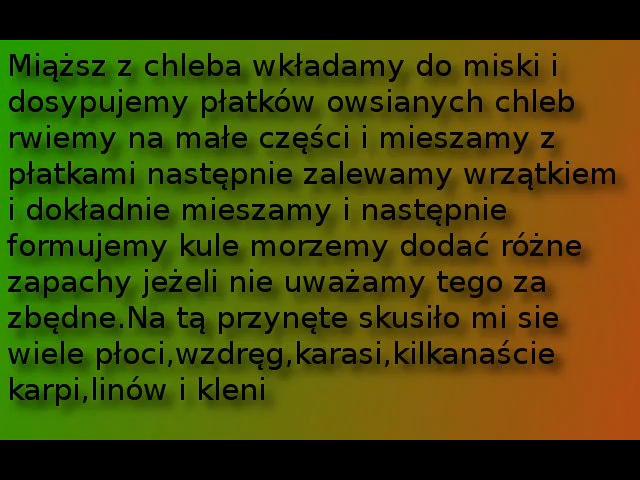 Miąższ z chleba wkładamy do miski i
dosypujemy płatków owsianych chleb
rwiemy na małe części i mieszamy z
płatkami następnie zalewamy wrzątkiem
i dokładnie mieszamy i następnie
formujemy kule morzemy dodać różne
zapachy jeżeli nie uważamy tego za
zbędne.Na tą przynęte skusiło mi sie
wiele płoci,wzdręg,karasi,kilkanaście
karpi,linów i kleni